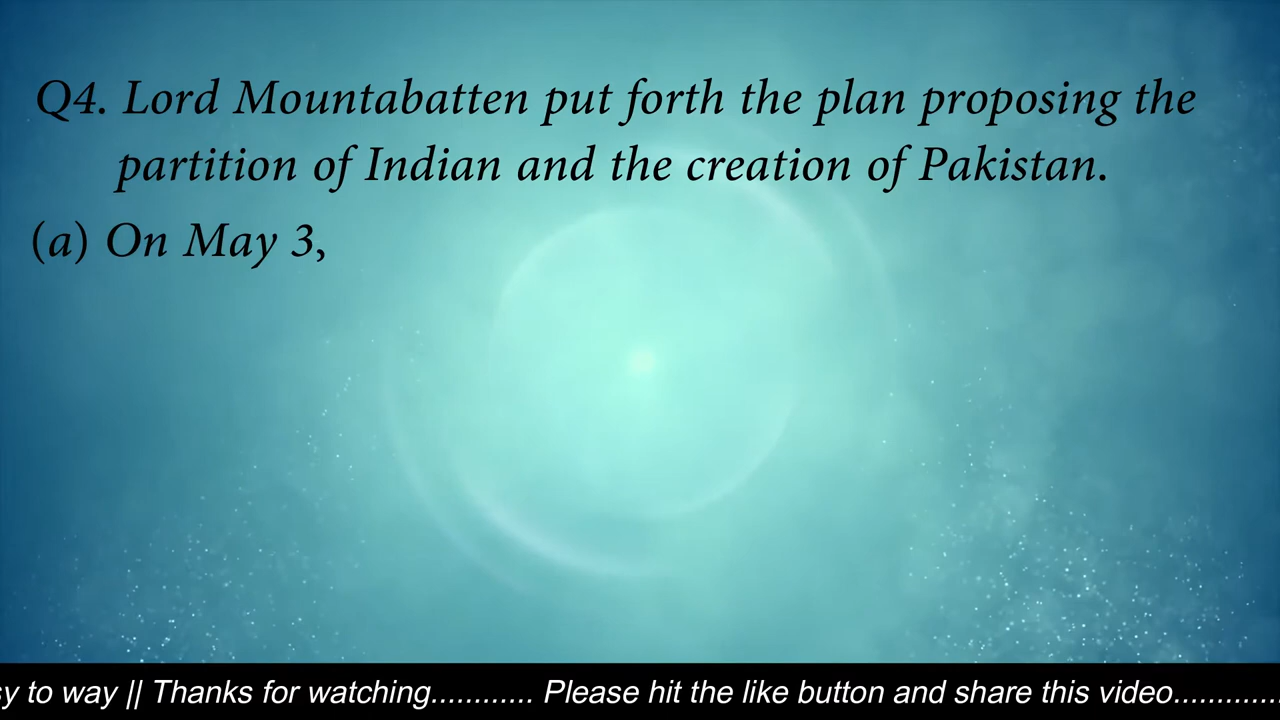 Q4. Lord Mountabatten put forth the plan proposing the
partition of Indian and the creation of Pakistan.
(a) On May 3,
sy to way || Thanks for watching............ Please hit the like button and share this video............